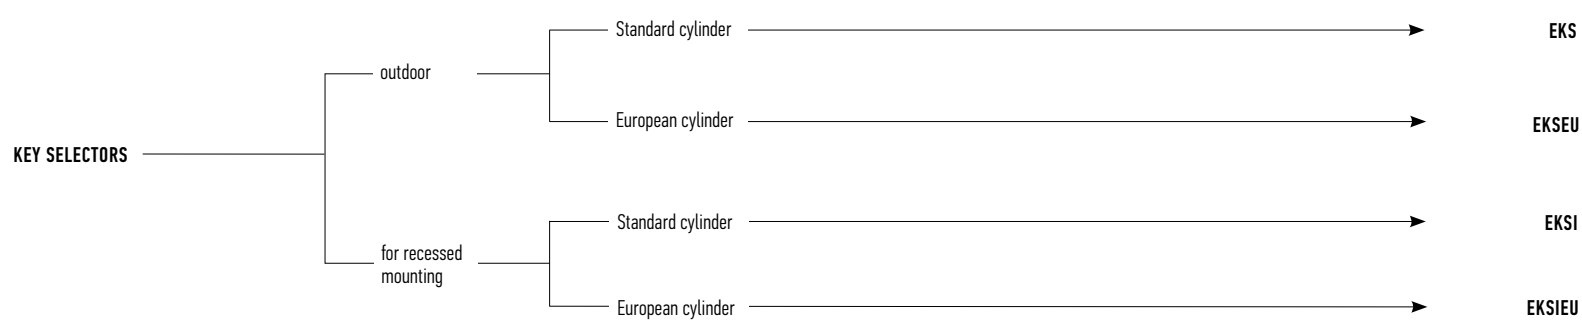 KEY SELECTORS
outdoor
Standard cylinder
EKS
European cylinder
EKSEU
for recessed
mounting
Standard cylinder
EKSI
European cylinder
EKSIEU